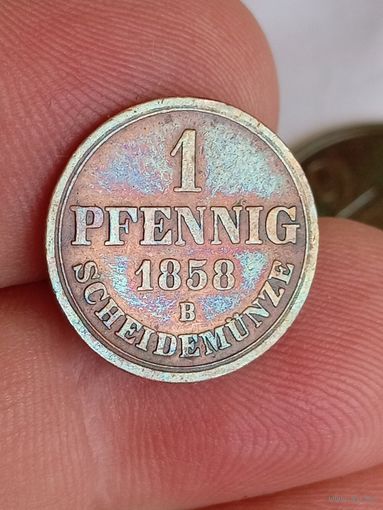 1
PFENNIG
1858
B
SCHEIDEMÜNZE